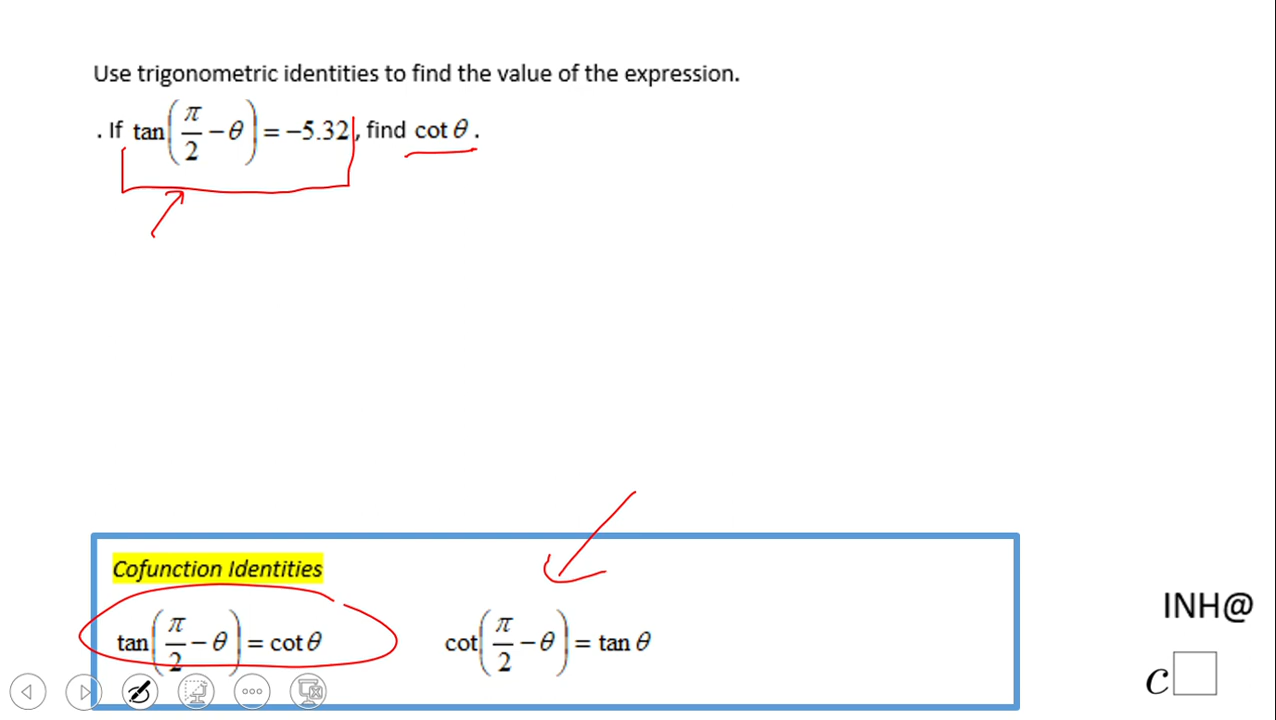 Use trigonometric identities to find the value of the expression.
. If tan(π/2 − θ) = −5.32, find cot θ .
Cofunction Identities
tan(π/2 − θ) = cot θ cot(π/2 − θ) = tan θ
INH@
c